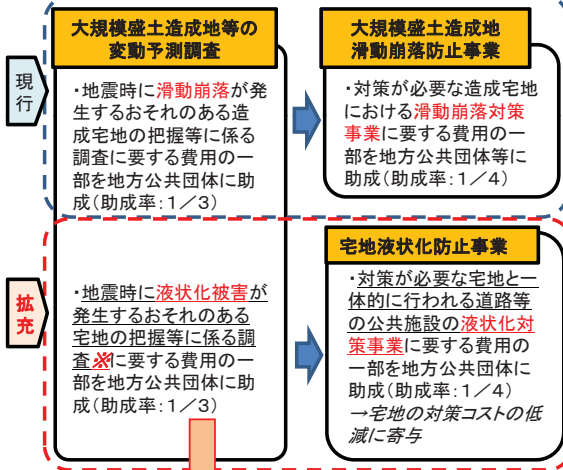 大規模盛土造成地等の
変動予測調査
現行
・地震時に滑動崩落が発
生するおそれのある造
成宅地の把握等に係る
調査に要する費用の一
部を地方公共団体に助
成(助成率:1/3)
大規模盛土造成地
滑動崩落防止事業
・対策が必要な造成宅地
における滑動崩落対策
事業に要する費用の一
部を地方公共団体等に
助成(助成率:1/4)
拡充
・地震時に液状化被害が
発生するおそれのある
宅地の把握等に係る調
査※に要する費用の一
部を地方公共団体に助
成(助成率:1/3)
宅地液状化防止事業
・対策が必要な宅地と一
体的に行われる道路等
の公共施設の液状化対
策事業に要する費用の
一部を地方公共団体に
助成(助成率:1/4)
→宅地の対策コストの低
減に寄与